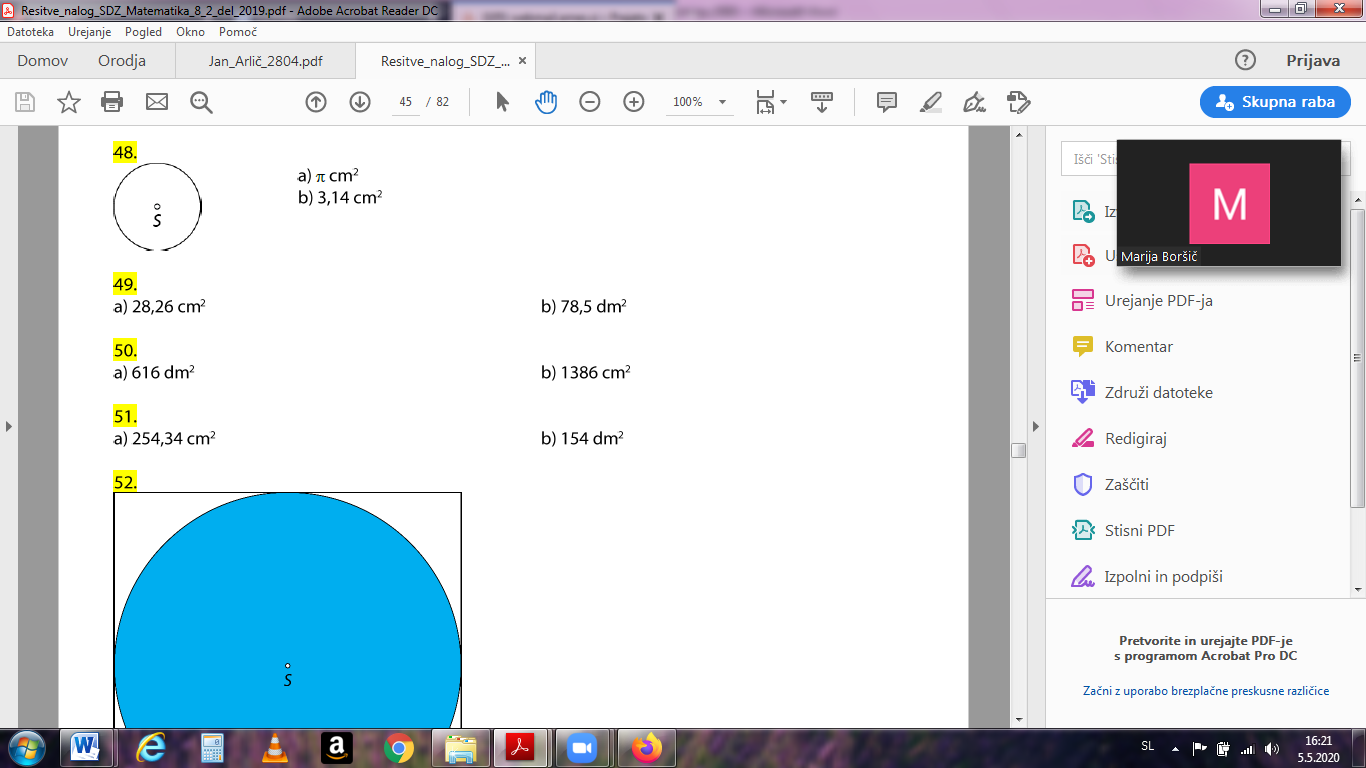 Resitve_nalog_SDZ_Matematika_8_2_del_2019.pdf - Adobe Acrobat Reader DC
Datoteka Urejanje Pogled Okno Pomoč
Domov Orodja Jan_Arlič_2804.pdf Resitve_nalog_SDZ_... × Prijava
45 / 82 100% Skupna raba
48.
a) π cm²
b) 3,14 cm²
S
49.
a) 28,26 cm² b) 78,5 dm²
50.
a) 616 dm² b) 1386 cm²
51.
a) 254,34 cm² b) 154 dm²
52.
S
Išči 'Stis
M
Marija Boršič
Urejanje PDF-ja
Komentar
Združi datoteke
Redigiraj
Zaščiti
Stisni PDF
Izpolni in podpiši
Pretvorite in urejajte PDF-je
s programom Acrobat Pro DC
Začni z uporabo brezplačne preskusne različice
SL
16:21
5.5.2020